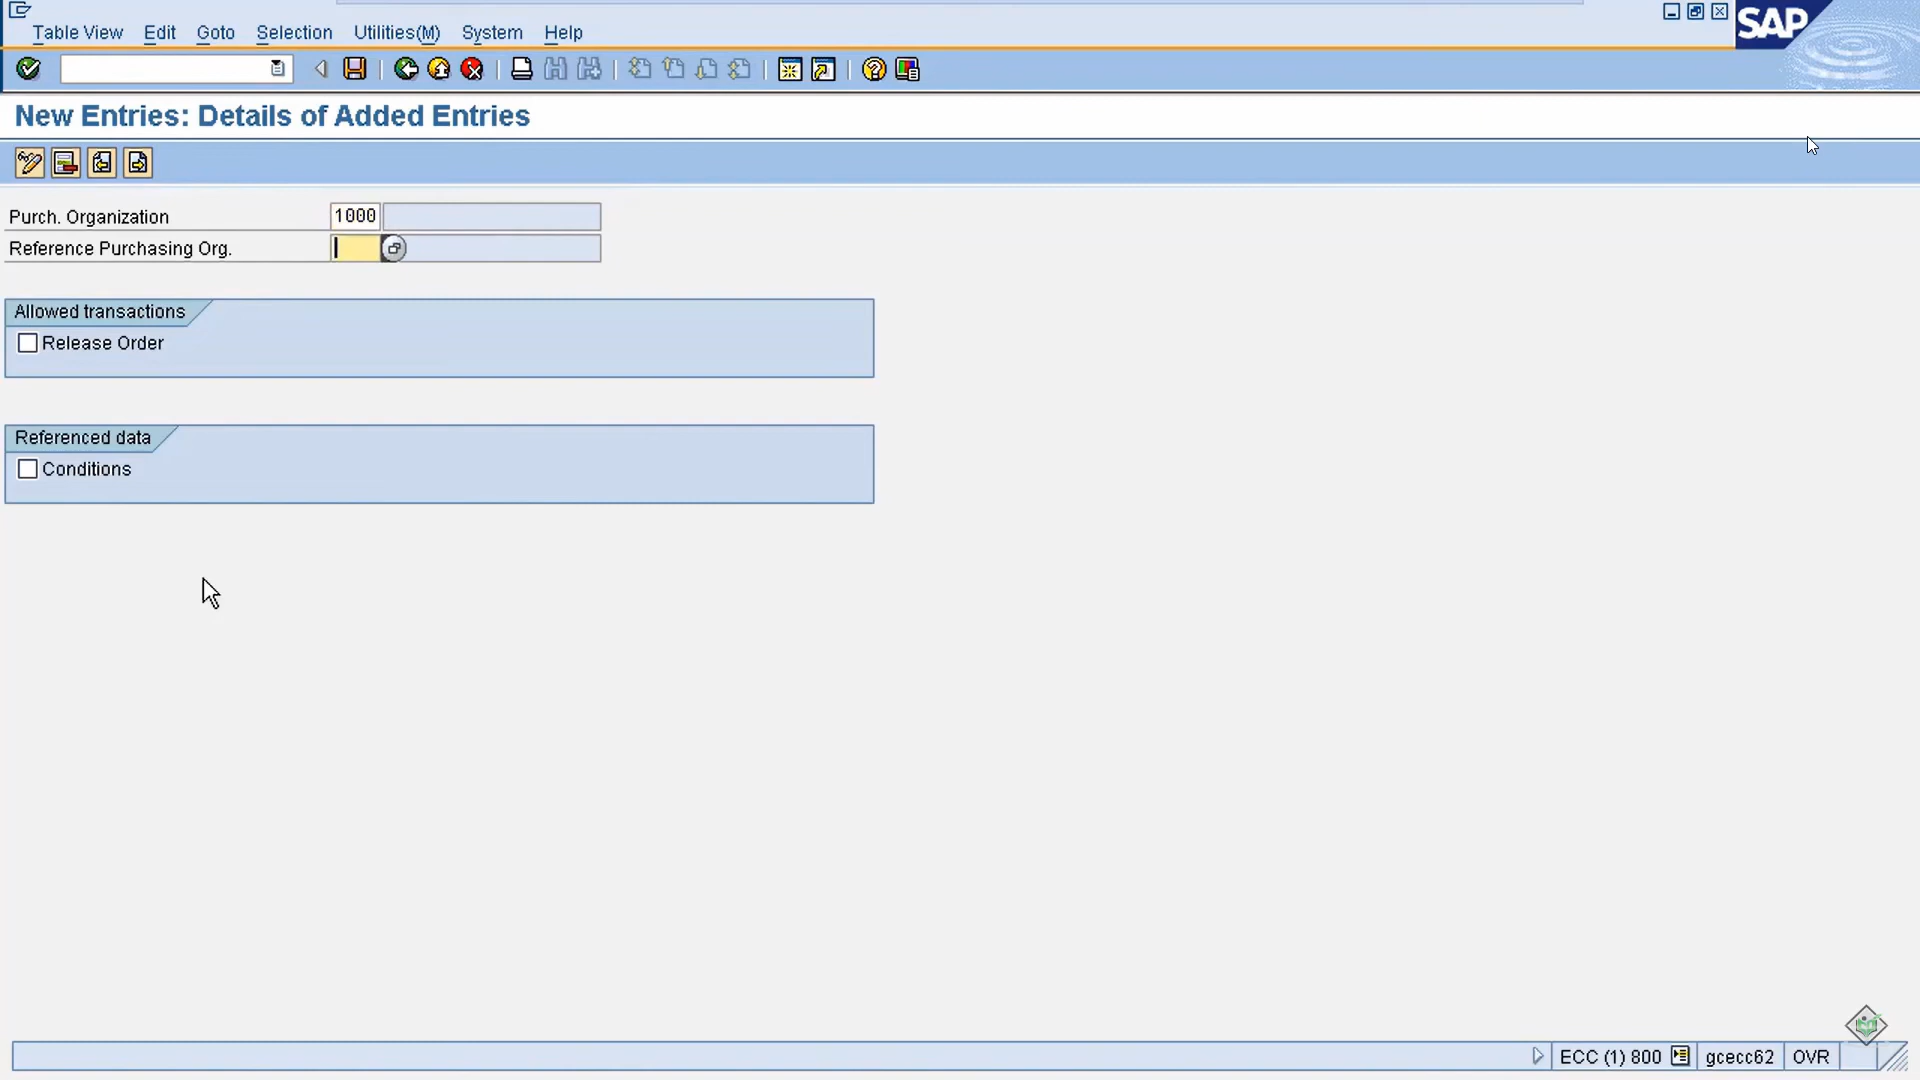 Table View Edit Goto Selection Utilities(M) System Help
SAP
New Entries: Details of Added Entries
Purch. Organization 1000
Reference Purchasing Org.
Allowed transactions
Release Order
Referenced data
Conditions
ECC (1) 800 gcecc62 OVR